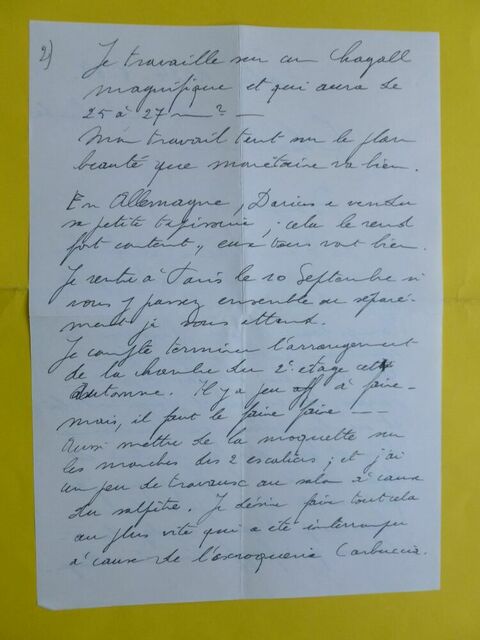 2)
Je travaille sur un Chagall
magnifique et qui aura de
25 à 27 m² —
Mon travail tent sur le plan
beauté que monétaire va bien.
En Allemagne, Darius a vendu
sa petite tapisserie ; cela le rend
fort content, eux tous vont bien.
Je rentre à Paris le 10 Septembre si
vous y passez ensemble ou séparé-
ment je vous attend.
Je compte terminer l'arrangement
de la chambre du 2e étage cet
Automne. Il y a peu à faire
mais, il faut le faire faire — —
Aussi mettre de la moquette sur
les marches des 2 escaliers ; et j'ai
un peu de travaux au salon à cause
du salpêtre. Je désire faire tout cela
au plus vite qui a été interrompu
à cause de l'escroquerie Carbuccia.